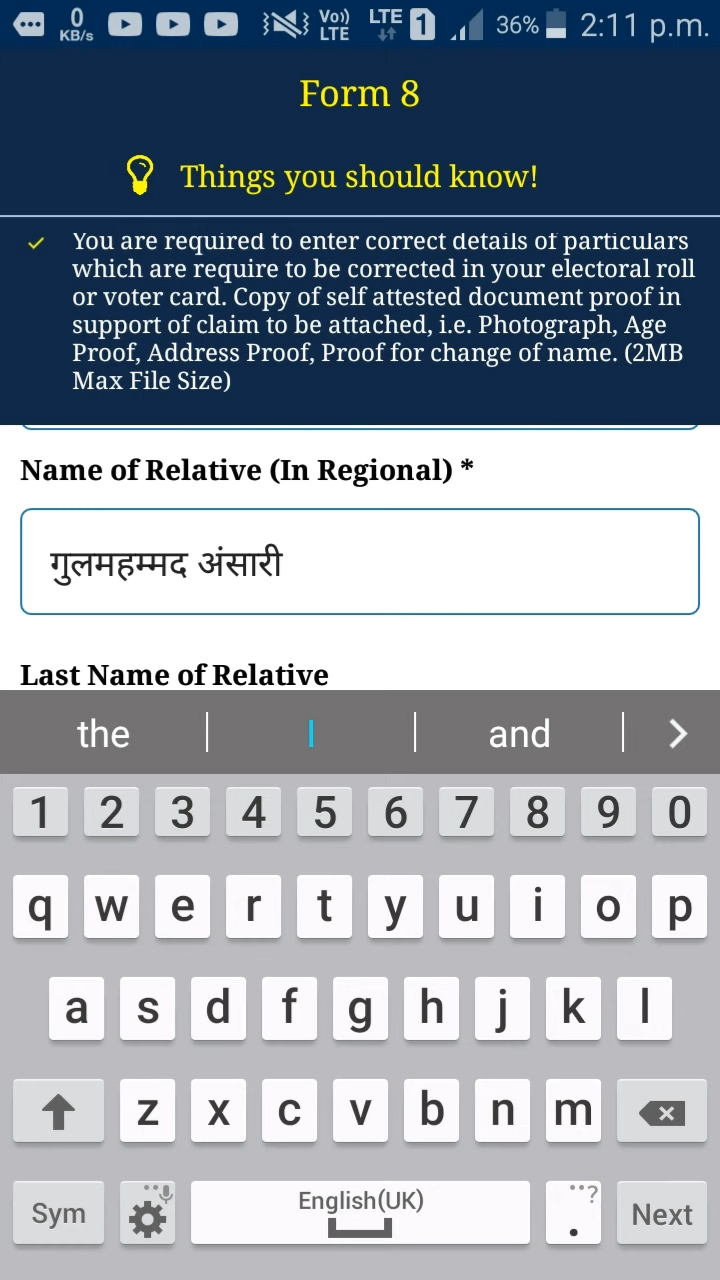 0 KB/s Vo)) LTE LTE 1 36% 2:11 p.m.
Form 8
Things you should know!
You are required to enter correct details of particulars
which are require to be corrected in your electoral roll
or voter card. Copy of self attested document proof in
support of claim to be attached, i.e. Photograph, Age
Proof, Address Proof, Proof for change of name. (2MB
Max File Size)
Name of Relative (In Regional) *
गुलमहम्मद अंसारी
Last Name of Relative
the I and
1 2 3 4 5 6 7 8 9 0
q w e r t y u i o p
a s d f g h j k l
z x c v b n m
Sym English(UK) . ? Next